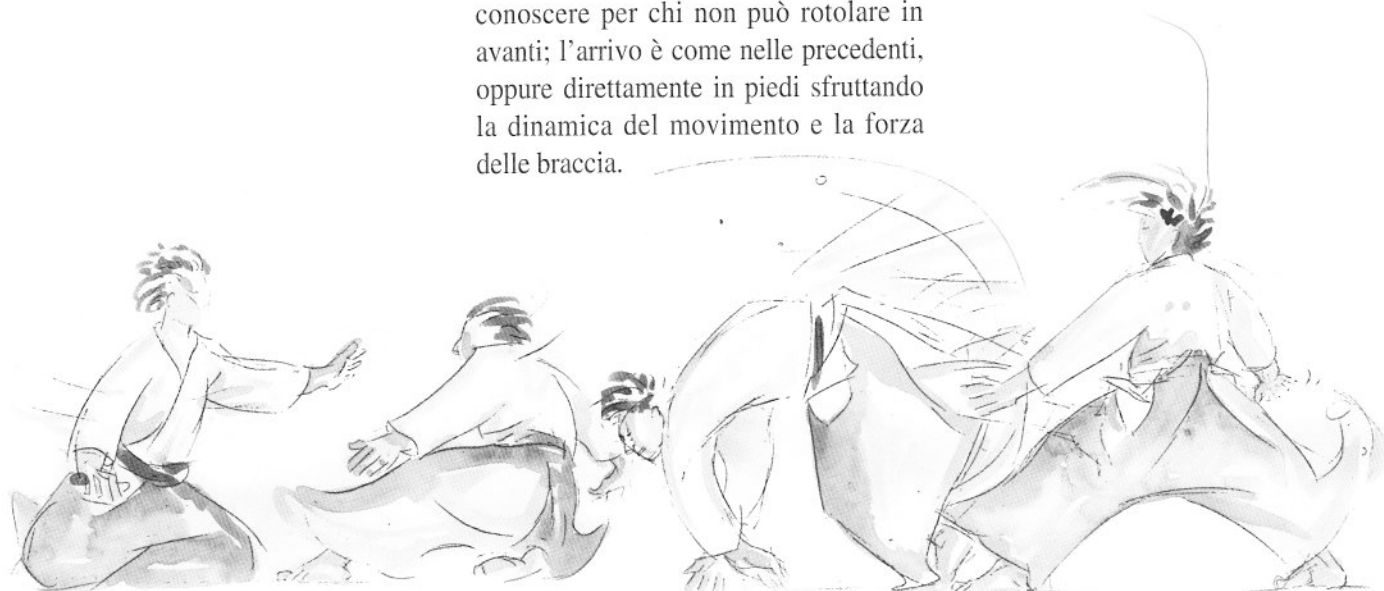 conoscere per chi non può rotolare in
avanti; l’arrivo è come nelle precedenti,
oppure direttamente in piedi sfruttando
la dinamica del movimento e la forza
delle braccia.